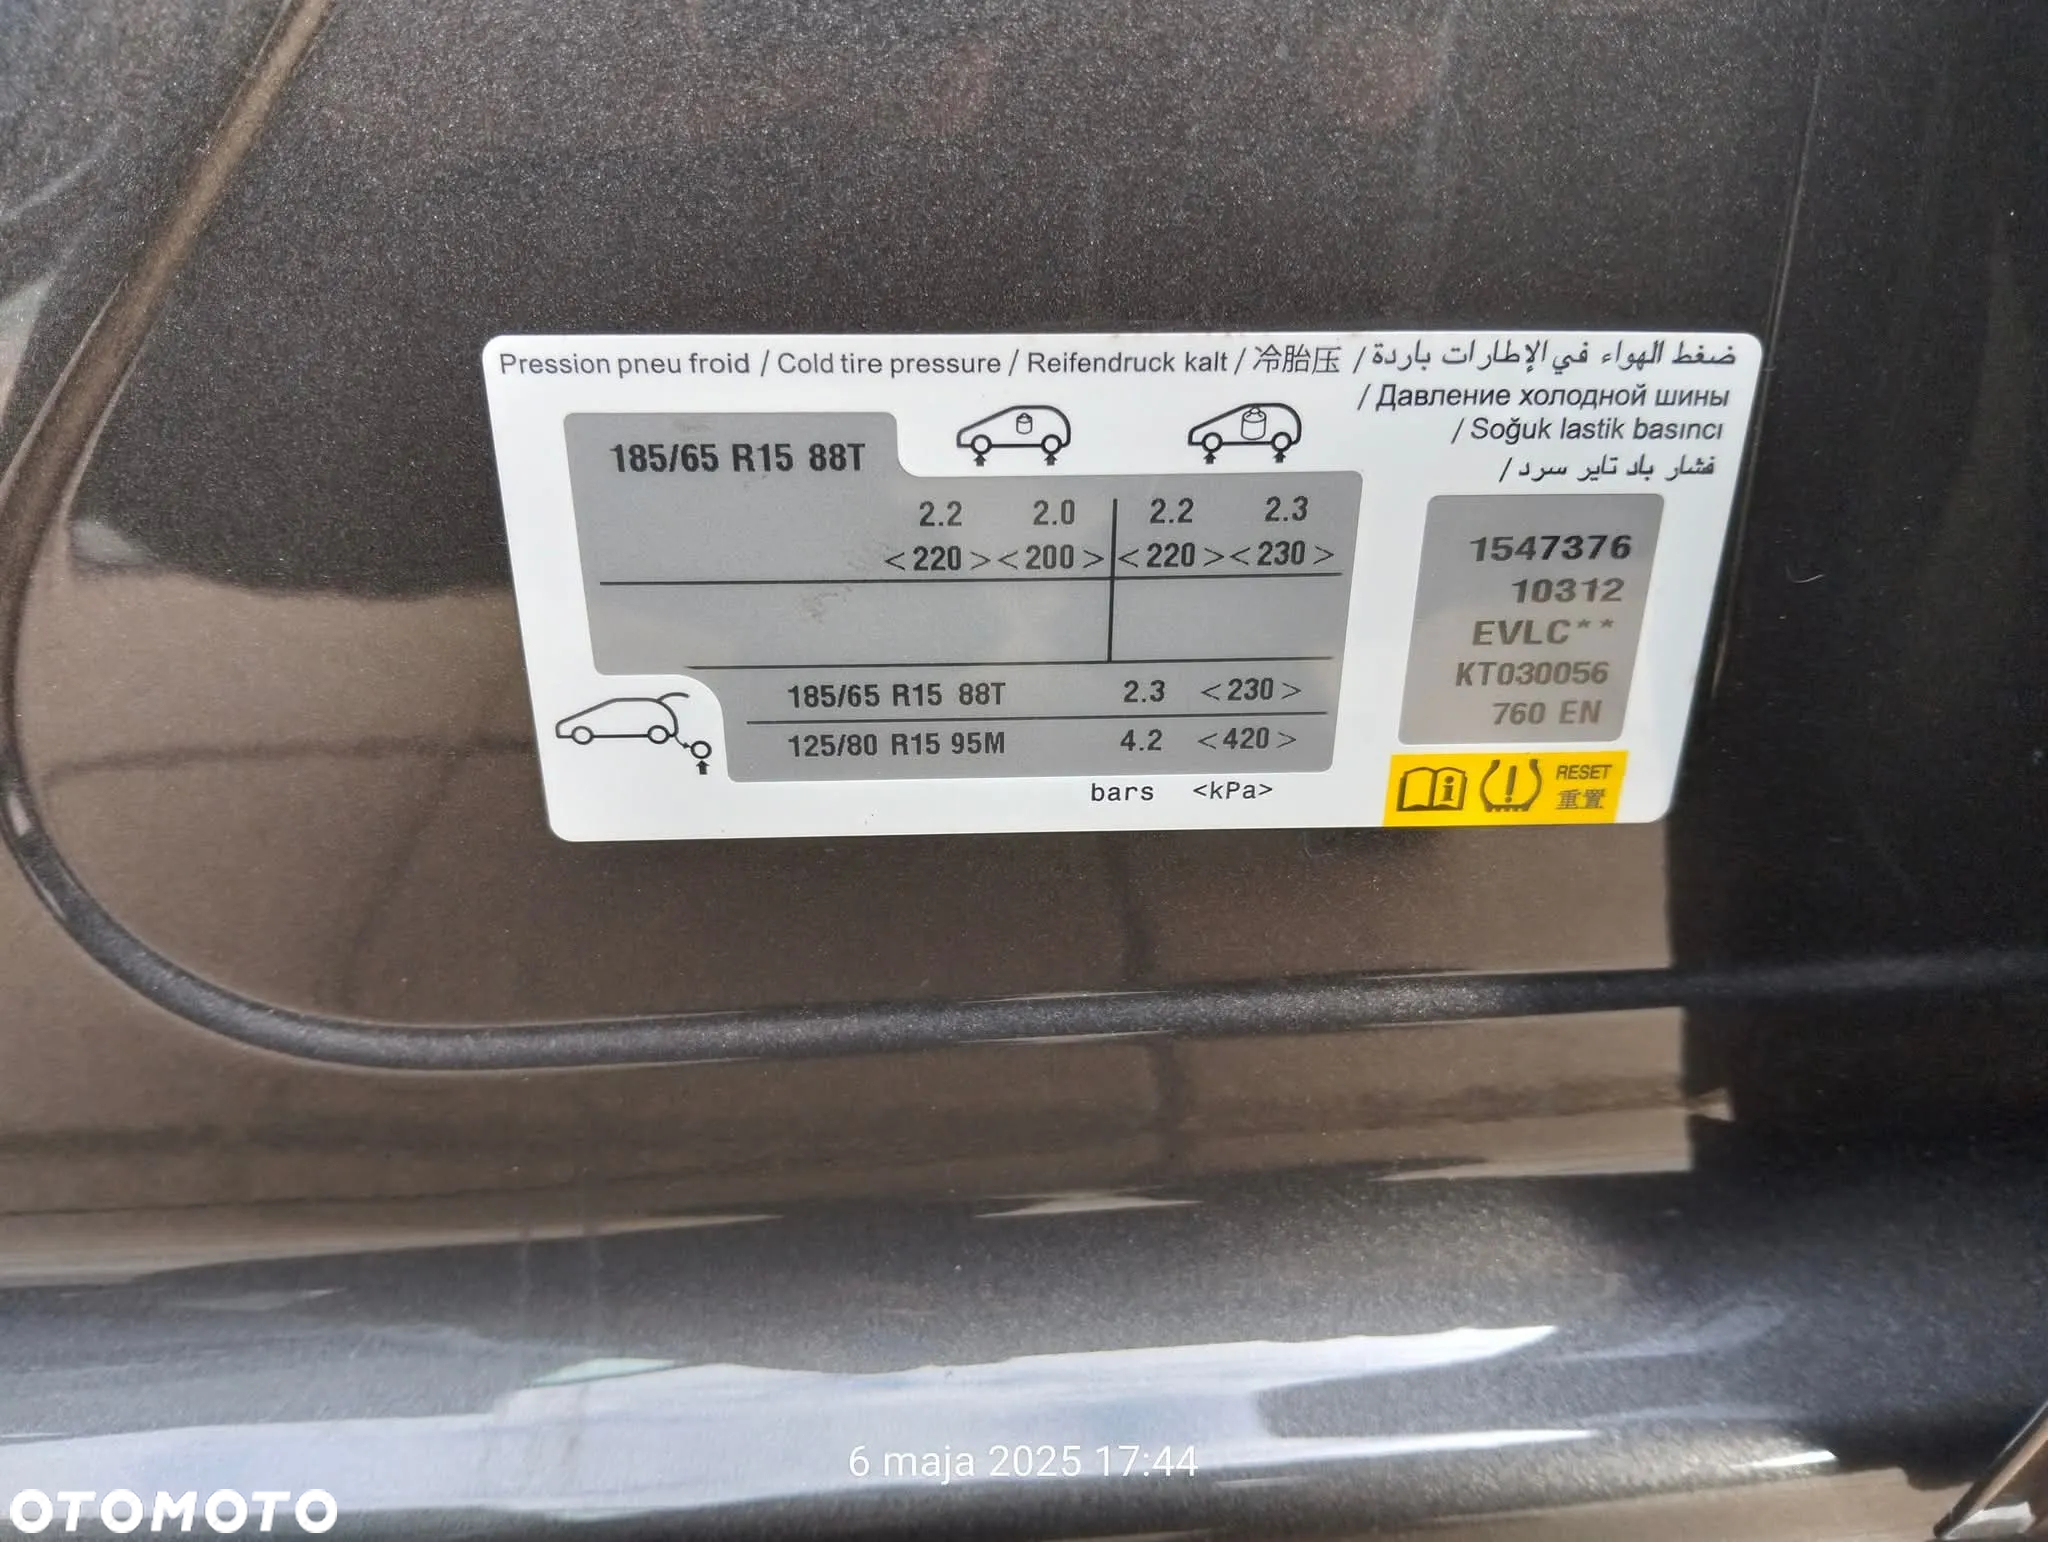 Pression pneu froid / Cold tire pressure / Reifendruck kalt / 冷胎压 / ضغط الهواء في الإطارات باردة
/ Давление холодной шины
/ Soğuk lastik basıncı
/ فشار باد تایر سرد
185/65 R15 88T
2.2 2.0 2.2 2.3
<220> <200> <220> <230>
185/65 R15 88T 2.3 <230>
125/80 R15 95M 4.2 <420>
bars <kPa>
1547376
10312
EVLC**
KT030056
760 EN
RESET
重置
6 maja 2025 17:44
OTOMOTO